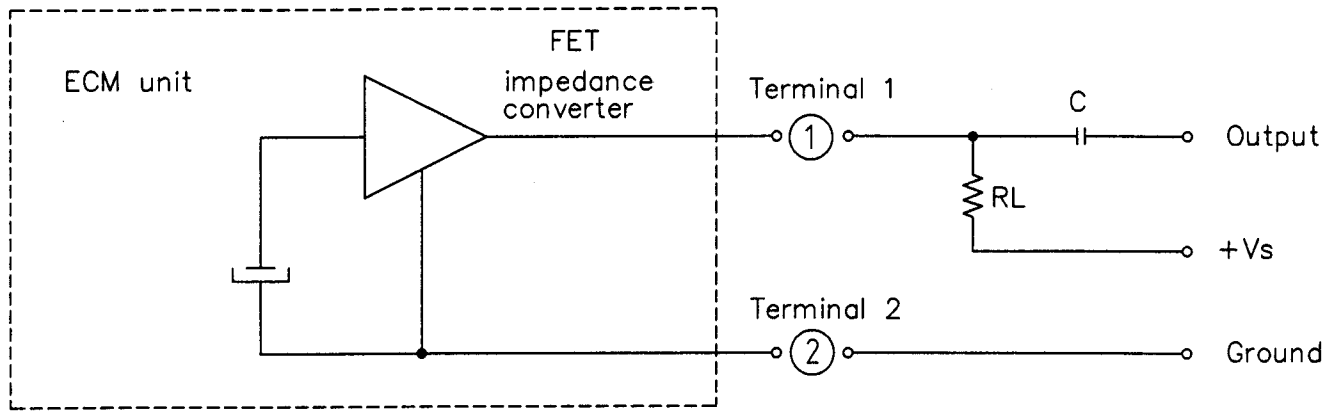 FET
ECM unit
impedance
converter
Terminal 1
1
C
Output
RL
+Vs
Terminal 2
2
Ground